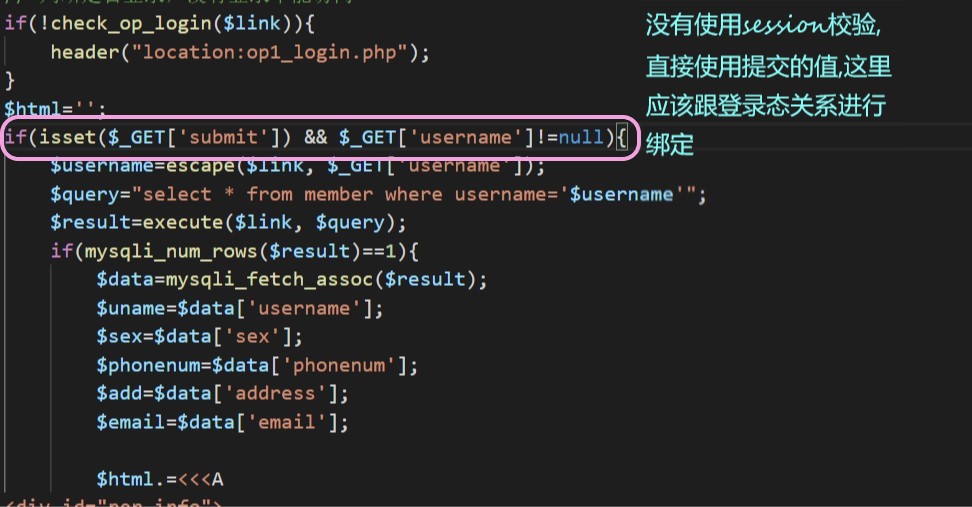 if(!check_op_login($link)){
header("location:op1_login.php");
}
$html='';
if(isset($_GET['submit']) && $_GET['username']!=null){
$username=escape($link, $_GET['username']);
$query="select * from member where username='$username'";
$result=execute($link, $query);
if(mysqli_num_rows($result)==1){
$data=mysqli_fetch_assoc($result);
$uname=$data['username'];
$sex=$data['sex'];
$phonenum=$data['phonenum'];
$add=$data['address'];
$email=$data['email'];
$html.=<<<A
没有使用session校验,
直接使用提交的值,这里
应该跟登录态关系进行
绑定